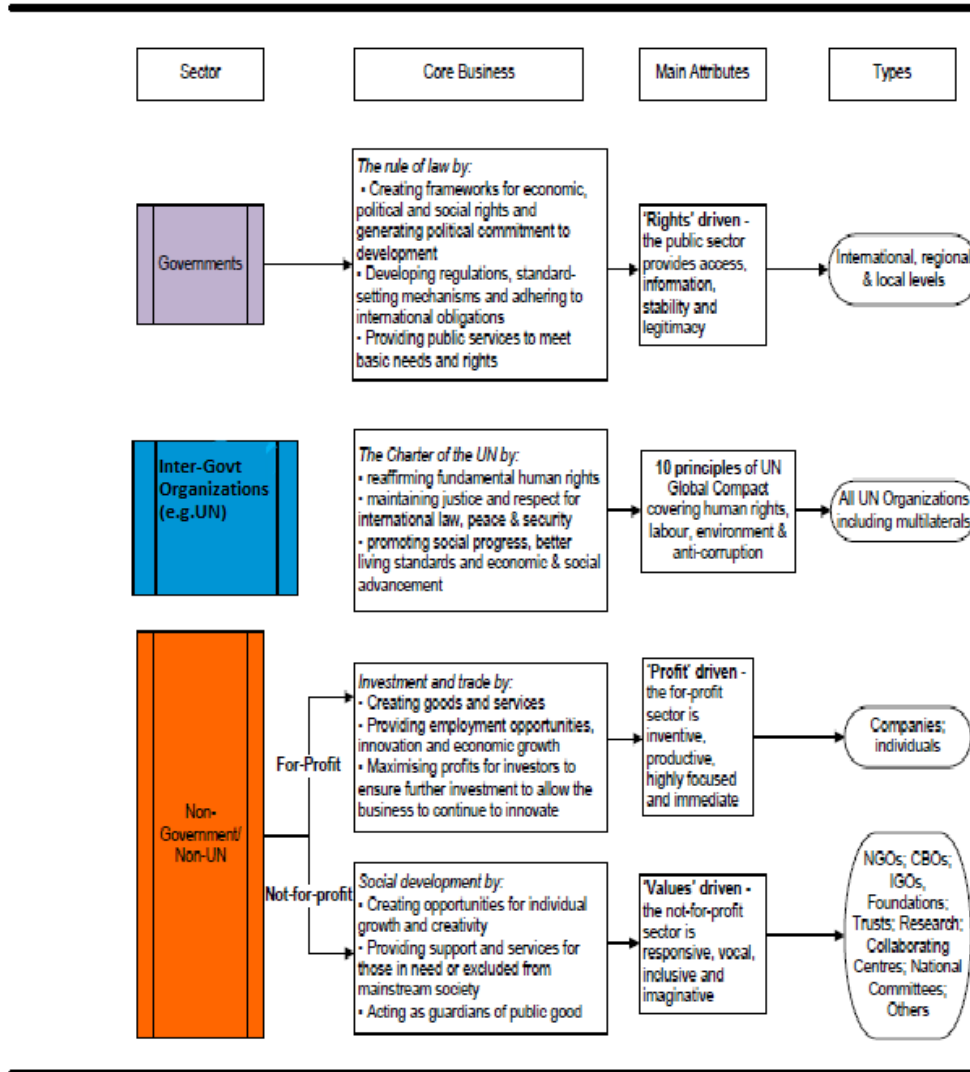 Sector
Core Business
Main Attributes
Types
Governments
The rule of law by:
▪ Creating frameworks for economic,
political and social rights and
generating political commitment to
development
▪ Developing regulations, standard-
setting mechanisms and adhering to
international obligations
▪ Providing public services to meet
basic needs and rights
'Rights' driven -
the public sector
provides access,
information,
stability and
legitimacy
International, regional
& local levels
Inter-Govt
Organizations
(e.g.UN)
The Charter of the UN by:
▪ reaffirming fundamental human rights
▪ maintaining justice and respect for
international law, peace & security
▪ promoting social progress, better
living standards and economic & social
advancement
10 principles of UN
Global Compact
covering human rights,
labour, environment &
anti-corruption
All UN Organizations
including multilaterals
Non-
Government/
Non-UN
For-Profit
Investment and trade by:
▪ Creating goods and services
▪ Providing employment opportunities,
innovation and economic growth
▪ Maximising profits for investors to
ensure further investment to allow the
business to continue to innovate
'Profit' driven -
the for-profit
sector is
inventive,
productive,
highly focused
and immediate
Companies;
individuals
Not-for-profit
Social development by:
▪ Creating opportunities for individual
growth and creativity
▪ Providing support and services for
those in need or excluded from
mainstream society
▪ Acting as guardians of public good
'Values' driven -
the not-for-profit
sector is
responsive, vocal,
inclusive and
imaginative
NGOs; CBOs;
IGOs,
Foundations;
Trusts; Research;
Collaborating
Centres; National
Committees;
Others